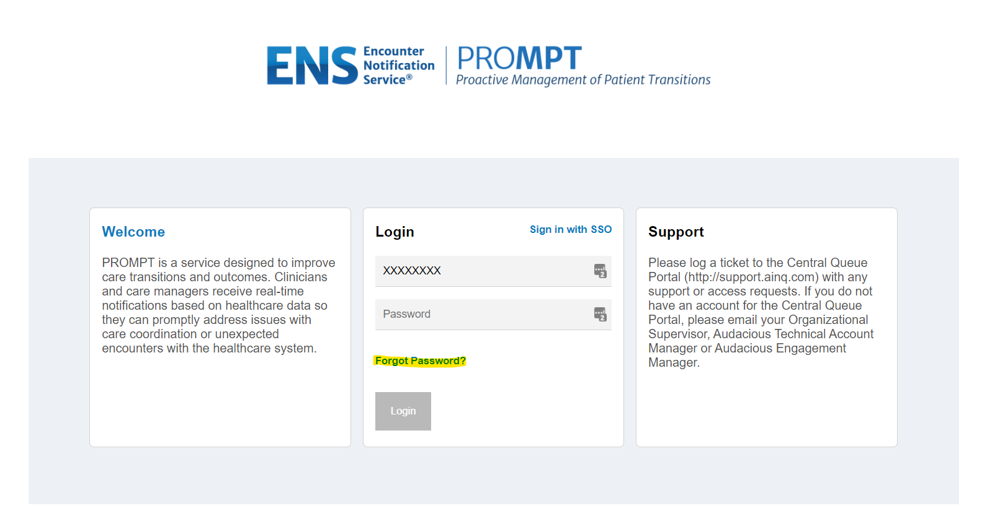 ENS Encounter Notification Service® PROMPT
Proactive Management of Patient Transitions
Welcome
PROMPT is a service designed to improve
care transitions and outcomes. Clinicians
and care managers receive real-time
notifications based on healthcare data so
they can promptly address issues with
care coordination or unexpected
encounters with the healthcare system.
Login
Sign in with SSO
XXXXXXXX
2
Password
2
Forgot Password?
Login
Support
Please log a ticket to the Central Queue
Portal (http://support.ainq.com) with any
support or access requests. If you do not
have an account for the Central Queue
Portal, please email your Organizational
Supervisor, Audacious Technical Account
Manager or Audacious Engagement
Manager.